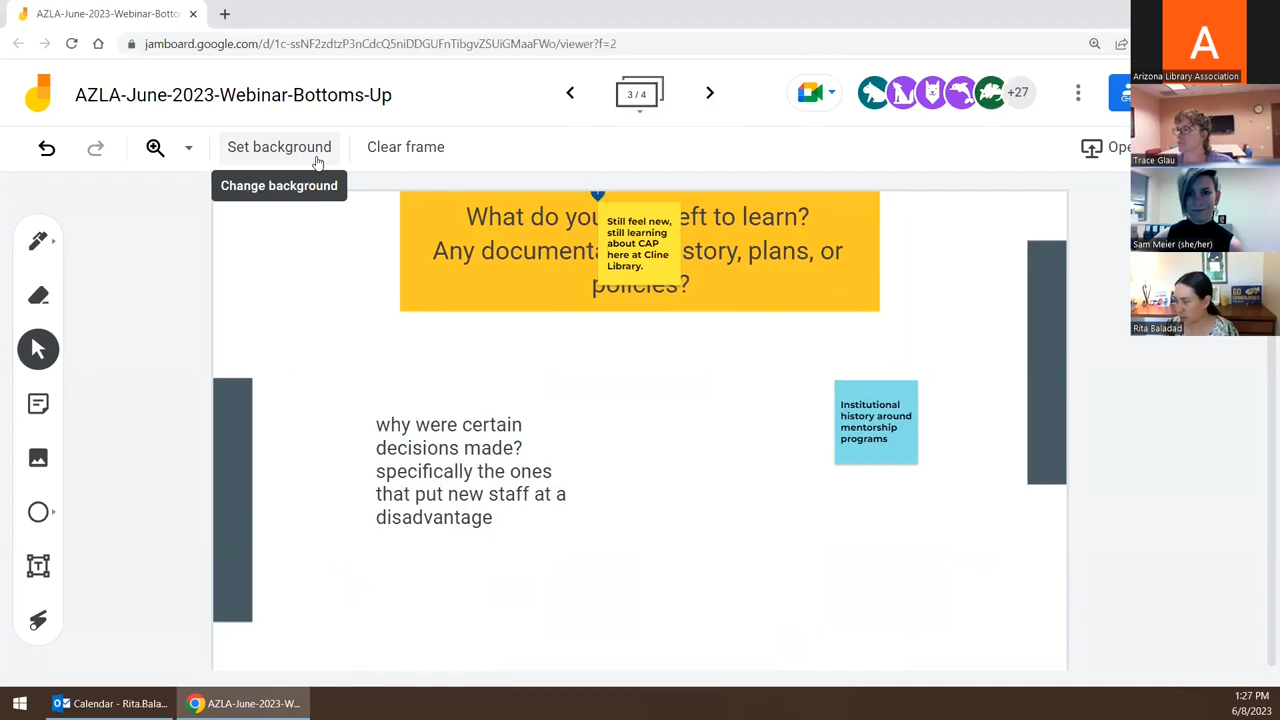 AZLA-June-2023-Webinar-Bottoms-
jamboard.google.com/d/1c-ssNF2zdtzP3nCdcQ5niDDGUFnTibgvZSUiGMaaFWo/viewer?f=2
AZLA-June-2023-Webinar-Bottoms-Up
3 / 4
+27
Set background
Clear frame
Change background
What do you eft to learn?
Any documenta story, plans, or
policies?
Still feel new,
still learning
about CAP
here at Cline
Library.
why were certain
decisions made?
specifically the ones
that put new staff at a
disadvantage
Institutional
history around
mentorship
programs
A
Arizona Library Association
Trace Glau
Sam Meier (she/her)
Rita Baladad
Calendar - Rita.Bala...
AZLA-June-2023-W...
1:27 PM
6/8/2023